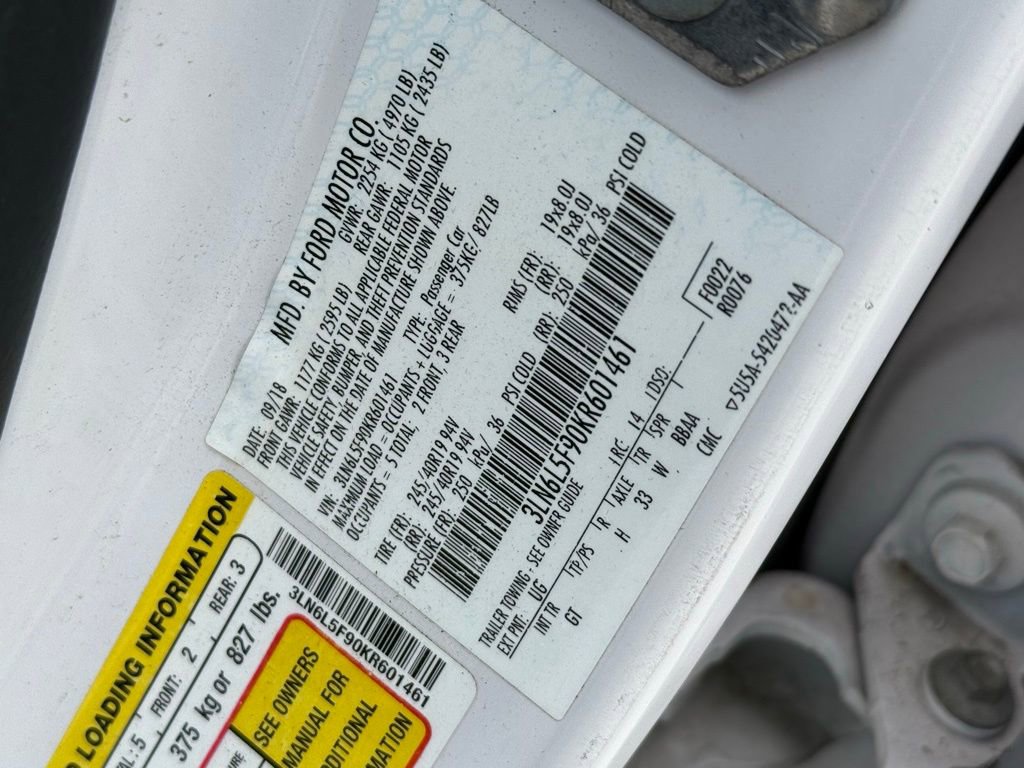 MFD. BY FORD MOTOR CO.
DATE: 09/18 GVWR: 2254 KG ( 4970 LB)
FRONT GAWR: 1177 KG ( 2595 LB) REAR GAWR: 1105 KG ( 2435 LB)
THIS VEHICLE CONFORMS TO ALL APPLICABLE FEDERAL MOTOR
VEHICLE SAFETY, BUMPER, AND THEFT PREVENTION STANDARDS
IN EFFECT ON THE DATE OF MANUFACTURE SHOWN ABOVE.
VIN: 3LN6L5F90KR601461 TYPE: Passenger Car
MAXIMUM LOAD = OCCUPANTS + LUGGAGE = 375KG/ 827LB
OCCUPANTS = 5 TOTAL; 2 FRONT, 3 REAR
TIRE (FR): 245/40R19 94V RIMS (FR): 19x8.0J
(RR): 245/40R19 94V (RR): 19x8.0J
PRESSURE (FR): 250 kPa/ 36 PSI COLD (RR): 250 kPa/ 36 PSI COLD
3LN6L5F90KR601461
TRAILER TOWING - SEE OWNER GUIDE
EXT PNT: UG RC: 14 DSO: F0022
R0076
INT TR TP/PS R AXLE TR SPR
GT H 33 W BBAA
CMC
▽5U5A-5420472-AA
LOADING INFORMATION
5 FRONT: 2 REAR: 3
375 kg or 827 lbs.
3LN6L5F90KR601461
SEE OWNERS
MANUAL FOR